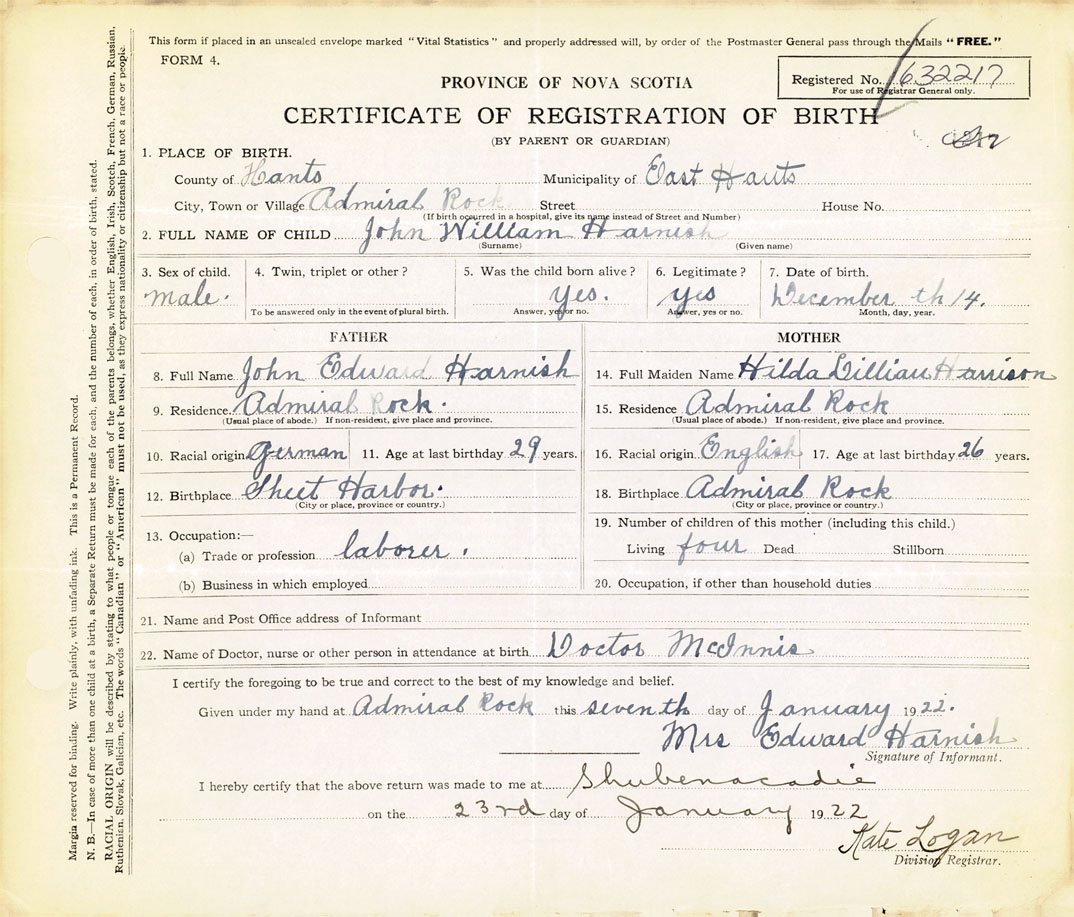 This form if placed in an unsealed envelope marked "Vital Statistics" and properly addressed will, by order of the Postmaster General pass through the Mails "FREE."
FORM 4.
PROVINCE OF NOVA SCOTIA
Registered No. 632217
For use of Registrar General only.
CERTIFICATE OF REGISTRATION OF BIRTH
(BY PARENT OR GUARDIAN)
1. PLACE OF BIRTH.
County of Hants Municipality of East Hants
City, Town or Village Admiral Rock Street House No.
(If birth occurred in a hospital, give its name instead of Street and Number)
2. FULL NAME OF CHILD John William Harnish
(Surname) (Given name)
3. Sex of child. 4. Twin, triplet or other? 5. Was the child born alive? 6. Legitimate? 7. Date of birth.
male. yes. yes December th 14.
To be answered only in the event of plural birth. Answer, yes or no. Answer, yes or no. Month, day, year.
FATHER
8. Full Name John Edward Harnish
9. Residence Admiral Rock.
(Usual place of abode.) If non-resident, give place and province.
10. Racial origin German 11. Age at last birthday 29 years.
12. Birthplace Sheet Harbor.
(City or place, province or country.)
13. Occupation:—
(a) Trade or profession laborer.
(b) Business in which employed
MOTHER
14. Full Maiden Name Hilda Lillian Harrison
15. Residence Admiral Rock
(Usual place of abode.) If non-resident, give place and province.
16. Racial origin English 17. Age at last birthday 26 years.
18. Birthplace Admiral Rock
(City or place, province or country.)
19. Number of children of this mother (including this child.)
Living four Dead Stillborn
20. Occupation, if other than household duties
21. Name and Post Office address of Informant
22. Name of Doctor, nurse or other person in attendance at birth Doctor McInnis
I certify the foregoing to be true and correct to the best of my knowledge and belief.
Given under my hand at Admiral Rock this seventh day of January 1922.
Mrs Edward Harnish
Signature of Informant.
I hereby certify that the above return was made to me at Shubenacadie
on the 23rd day of January 1922
Kate Logan
Division Registrar.
Margin reserved for binding. Write plainly, with unfading ink. This is a Permanent Record.
N. B.—In case of more than one child at a birth, a Separate Return must be made for each, and the number of each, in order of birth, stated.
RACIAL ORIGIN will be described by stating to what people or tongue each of the parents belongs, whether English, Irish, Scotch, French, German, Russian,
Ruthenian, Slovak, Galician, etc. The words "Canadian" or "American" must not be used, as they express nationality or citizenship but not a race or people.